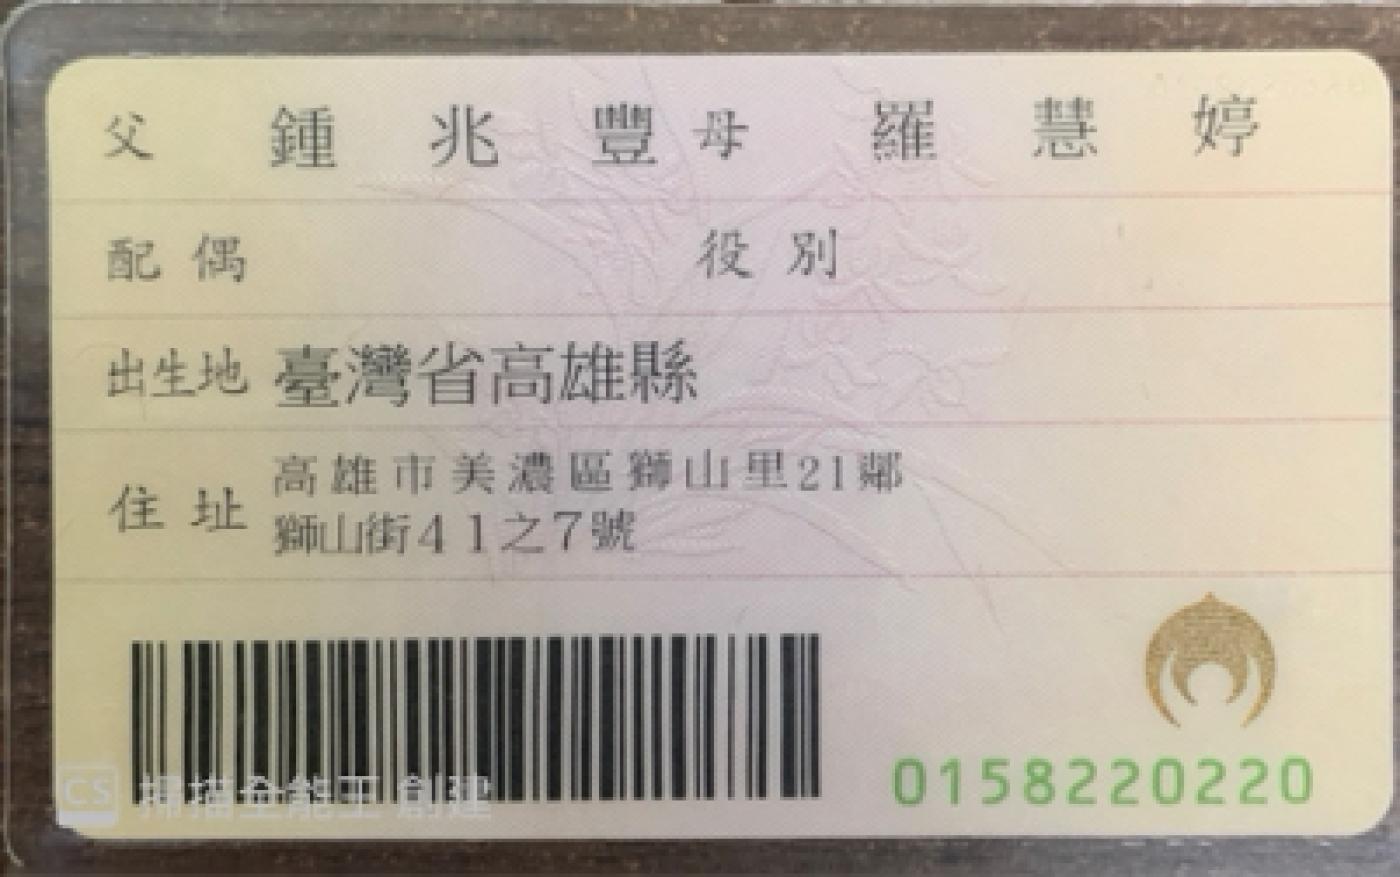 父 鍾兆豐 母 羅慧婷
配偶 役別
出生地 臺灣省高雄縣
住址 高雄市美濃區獅山里21鄰
獅山街41之7號
0158220220
CS 掃描全能王 創建